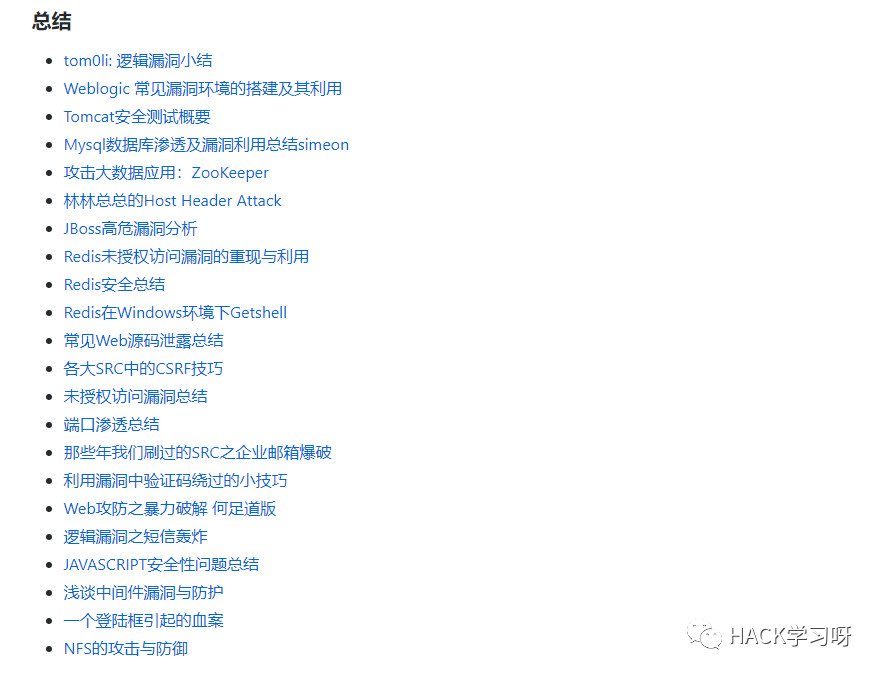 总结
tom0li: 逻辑漏洞小结
Weblogic 常见漏洞环境的搭建及其利用
Tomcat安全测试概要
Mysql数据库渗透及漏洞利用总结simeon
攻击大数据应用：ZooKeeper
林林总总的Host Header Attack
JBoss高危漏洞分析
Redis未授权访问漏洞的重现与利用
Redis安全总结
Redis在Windows环境下Getshell
常见Web源码泄露总结
各大SRC中的CSRF技巧
未授权访问漏洞总结
端口渗透总结
那些年我们刷过的SRC之企业邮箱爆破
利用漏洞中验证码绕过的小技巧
Web攻防之暴力破解 何足道版
逻辑漏洞之短信轰炸
JAVASCRIPT安全性问题总结
浅谈中间件漏洞与防护
一个登陆框引起的血案
NFS的攻击与防御
HACK学习呀